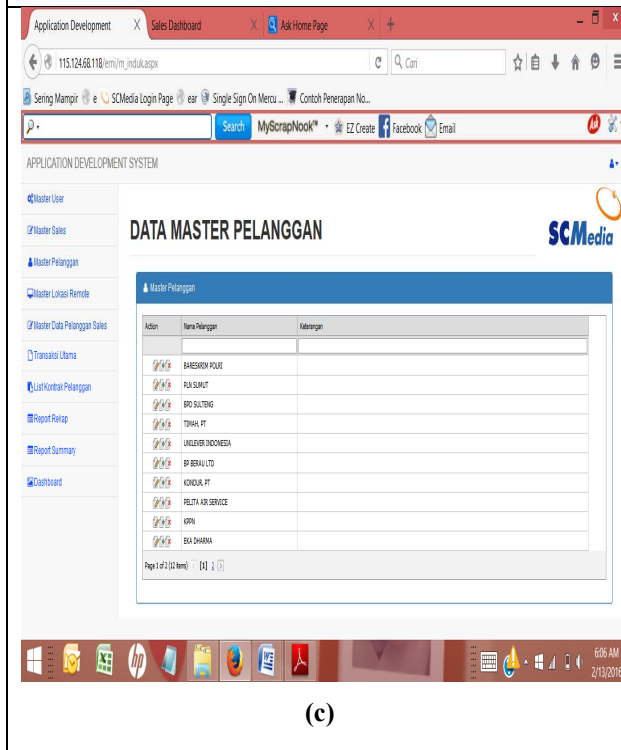 Application Development
Sales Dashboard
Ask Home Page
115.124.68.118/emi/m_induk.aspx
Cari
Sering Mampir e SCMedia Login Page ear Single Sign On Mercu ... Contoh Penerapan No...
Search MyScrapNook™ EZ Create Facebook Email Ask
APPLICATION DEVELOPMENT SYSTEM
Master User
Master Sales
Master Pelanggan
Master Lokasi Remote
Master Data Pelanggan Sales
Transaksi Utama
List Kontrak Pelanggan
Report Rekap
Report Summary
Dashboard
DATA MASTER PELANGGAN
SCMedia
Master Pelanggan
Action Nama Pelanggan Keterangan
BARESKRIM POLRI
PLN SUMUT
BPD SULTENG
TIMAH, PT
UNILEVER INDONESIA
BP BERAU LTD
KONDUR, PT
PELITA AIR SERVICE
KPPN
EKA DHARMA
Page 1 of 2 (12 items) [1] 2
6:06 AM
2/13/2016
(c)